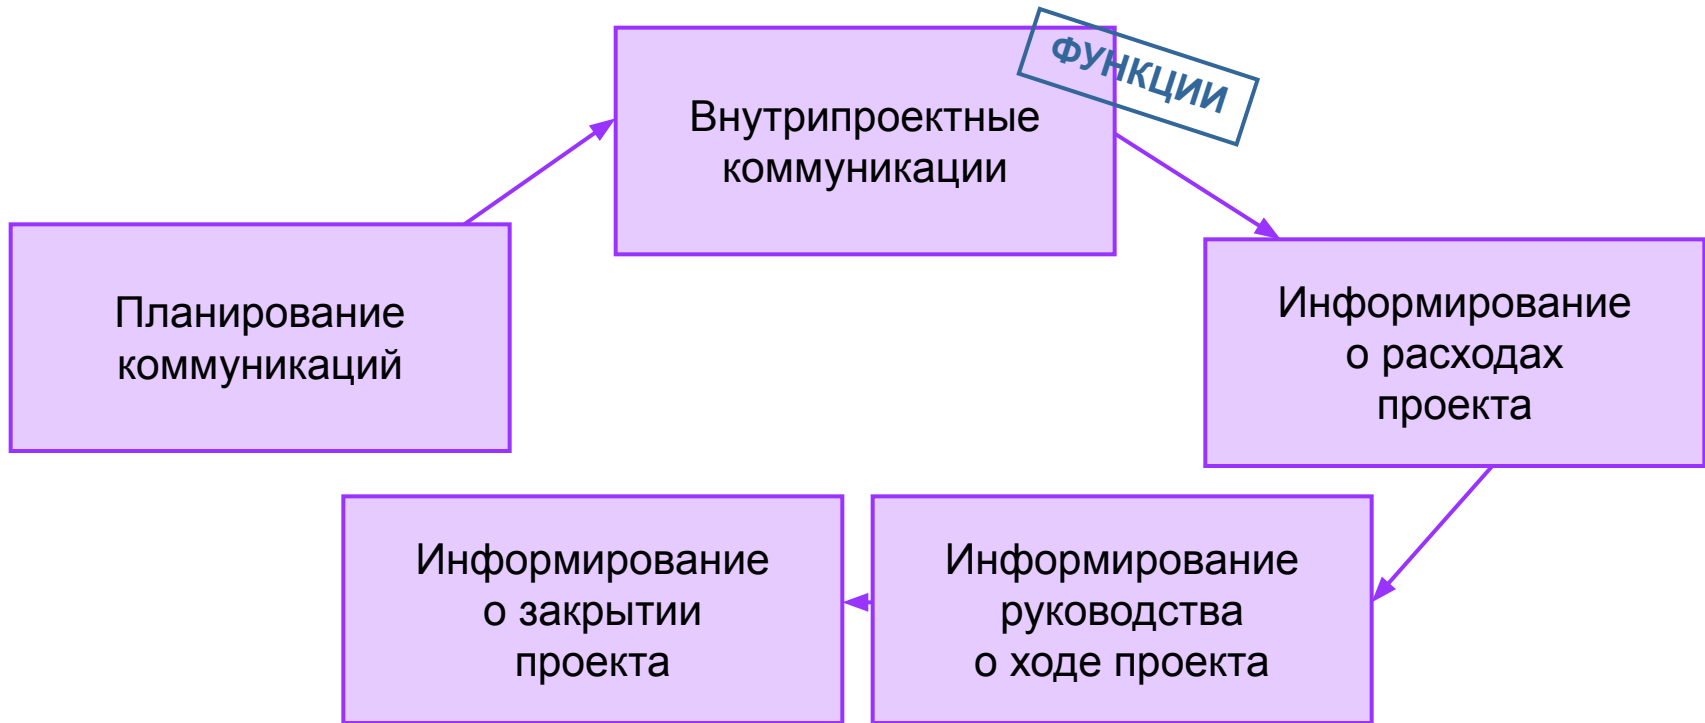 ФУНКЦИИ
Внутрипроектные
коммуникации
Планирование
коммуникаций
Информирование
о расходах
проекта
Информирование
руководства
о ходе проекта
Информирование
о закрытии
проекта